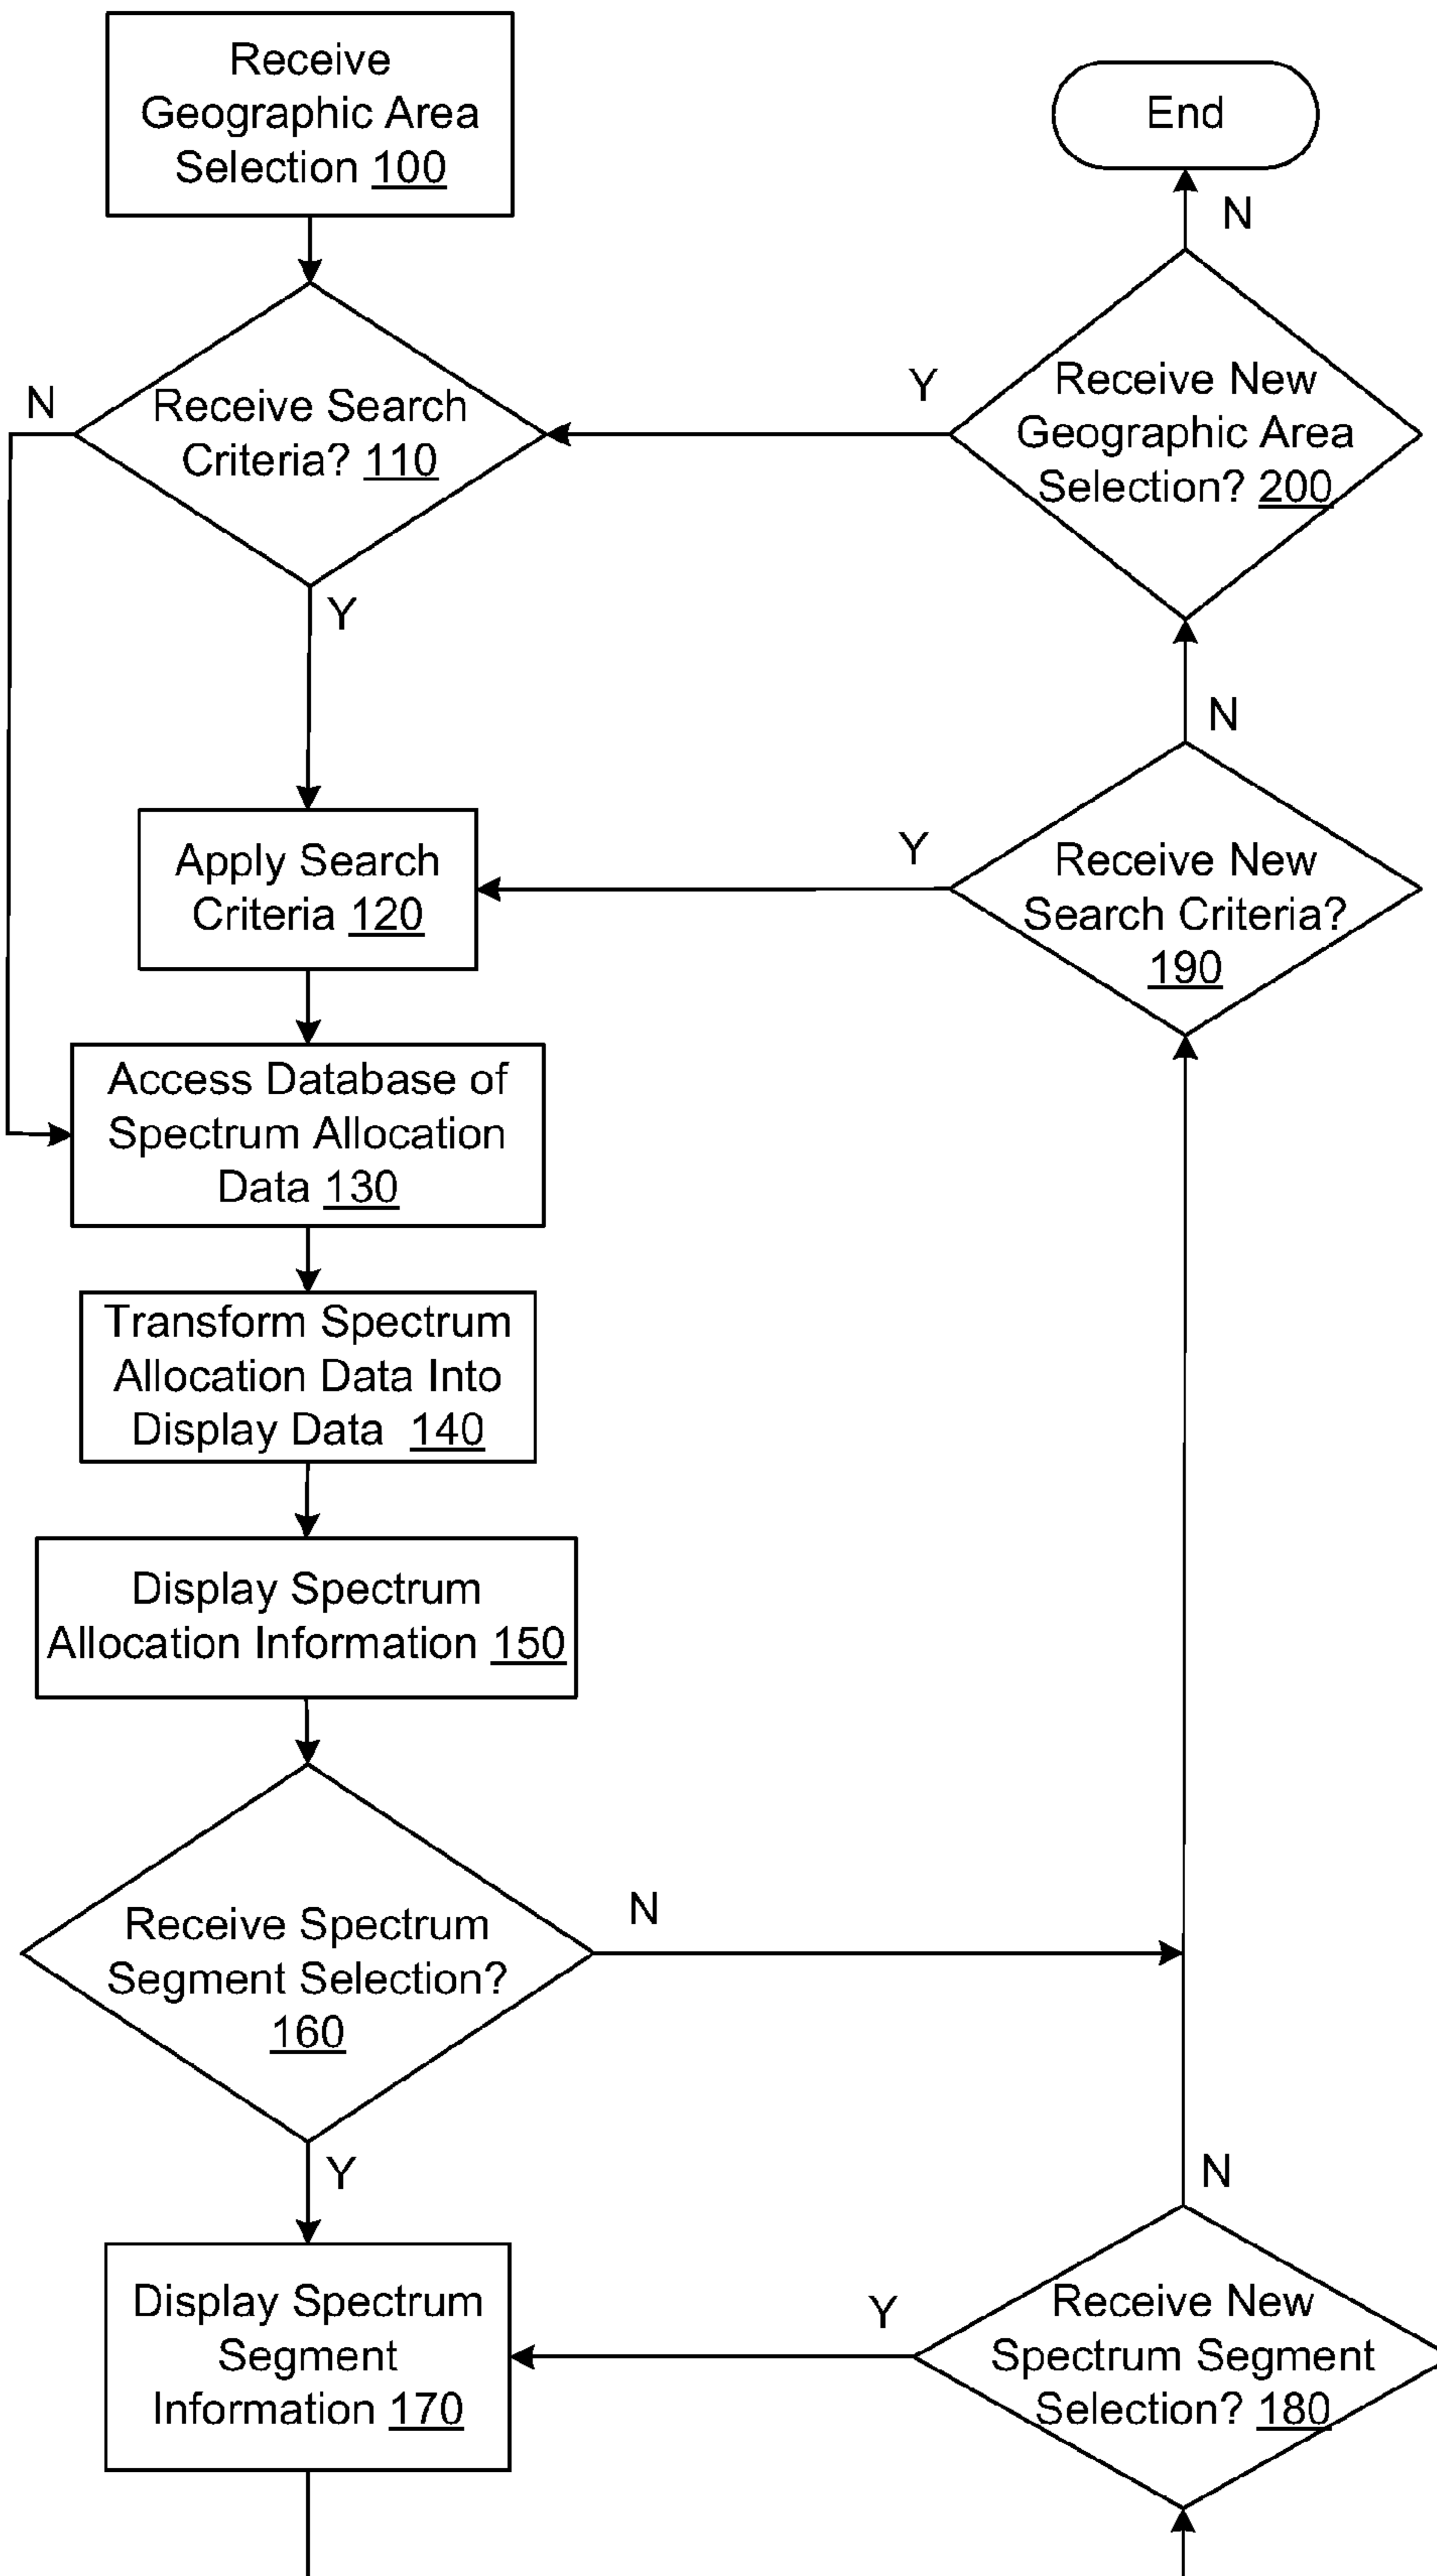 Receive
Geographic Area
Selection 100
End
N
Receive Search
Criteria? 110
N
Y
Receive New
Geographic Area
Selection? 200
Y
N
Apply Search
Criteria 120
Y
Receive New
Search Criteria?
190
Access Database of
Spectrum Allocation
Data 130
Transform Spectrum
Allocation Data Into
Display Data 140
Display Spectrum
Allocation Information 150
Receive Spectrum
Segment Selection?
160
N
Y
N
Display Spectrum
Segment
Information 170
Y
Receive New
Spectrum Segment
Selection? 180